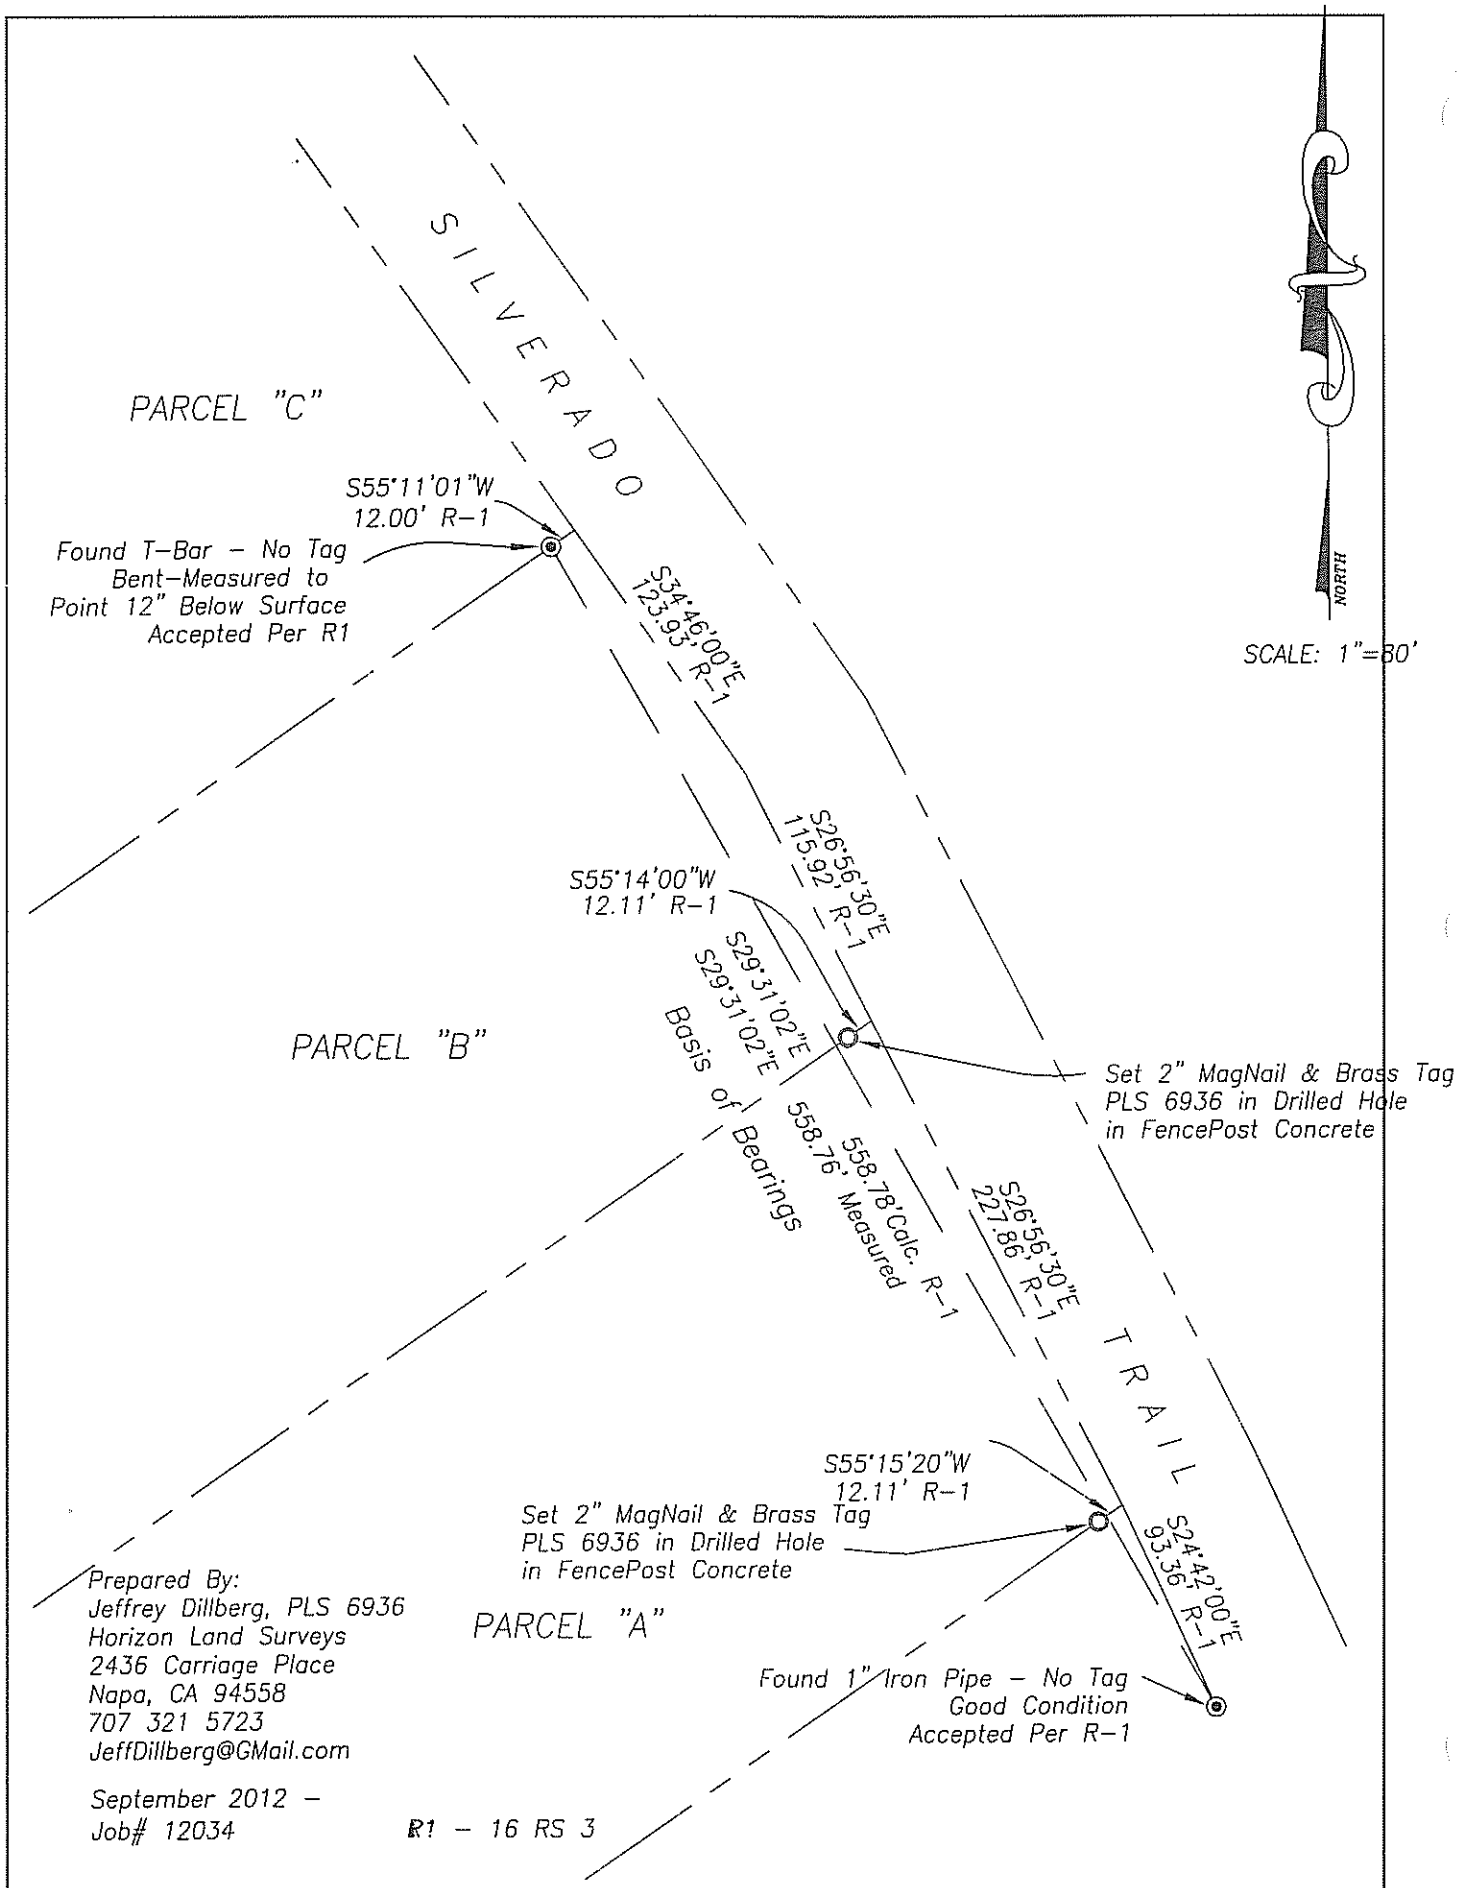 SILVERADO
PARCEL "C"
S55°11'01"W
12.00' R-1
Found T-Bar - No Tag
Bent-Measured to
Point 12" Below Surface
Accepted Per R1
S34°46'00"E
123.93' R-1
NORTH
SCALE: 1"=80'
S26°56'30"E
115.92' R-1
S55°14'00"W
12.11' R-1
S29°31'02"E
S29°31'02"E
Basis of Bearings
558.78'Calc. R-1
558.76' Measured
PARCEL "B"
Set 2" MagNail & Brass Tag
PLS 6936 in Drilled Hole
in FencePost Concrete
S26°56'30"E
227.86' R-1
TRAIL
S55°15'20"W
12.11' R-1
Set 2" MagNail & Brass Tag
PLS 6936 in Drilled Hole
in FencePost Concrete
S24°42'00"E
93.36' R-1
PARCEL "A"
Found 1" Iron Pipe - No Tag
Good Condition
Accepted Per R-1
Prepared By:
Jeffrey Dillberg, PLS 6936
Horizon Land Surveys
2436 Carriage Place
Napa, CA 94558
707 321 5723
JeffDillberg@GMail.com
September 2012 -
Job# 12034
R1 - 16 RS 3